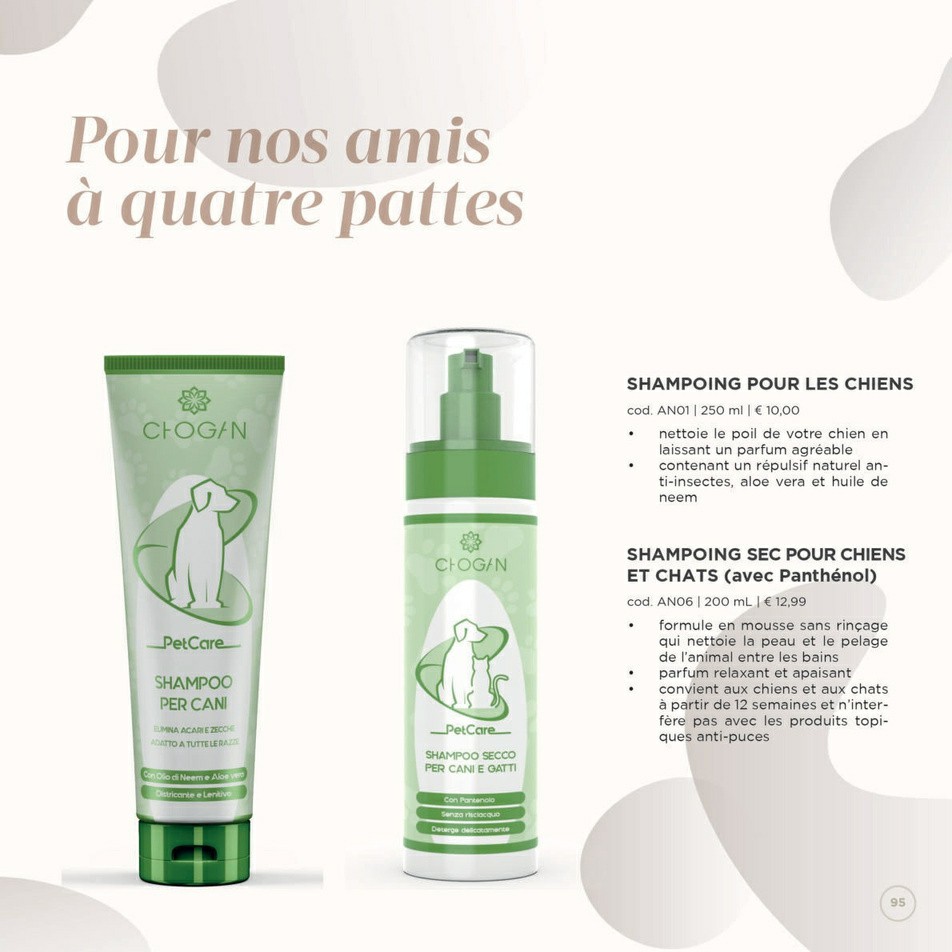 Pour nos amis
à quatre pattes
CHOGAN
PetCare
SHAMPOO
PER CANI
ELIMINA ACARI E ZECCHE
ADATTO A TUTTE LE RAZZE
Con Olio di Neem e Aloe vera
Districante e Lenitivo
CHOGAN
PetCare
SHAMPOO SECCO
PER CANI E GATTI
Con Pantenolo
Senza risciacquo
Deterge delicatamente
SHAMPOING POUR LES CHIENS
cod. AN01 | 250 ml | € 10,00
• nettoie le poil de votre chien en
laissant un parfum agréable
• contenant un répulsif naturel an-
ti-insectes, aloe vera et huile de
neem
SHAMPOING SEC POUR CHIENS
ET CHATS (avec Panthénol)
cod. AN06 | 200 mL | € 12,99
• formule en mousse sans rinçage
qui nettoie la peau et le pelage
de l'animal entre les bains
• parfum relaxant et apaisant
• convient aux chiens et aux chats
à partir de 12 semaines et n'inter-
fère pas avec les produits topi-
ques anti-puces
95